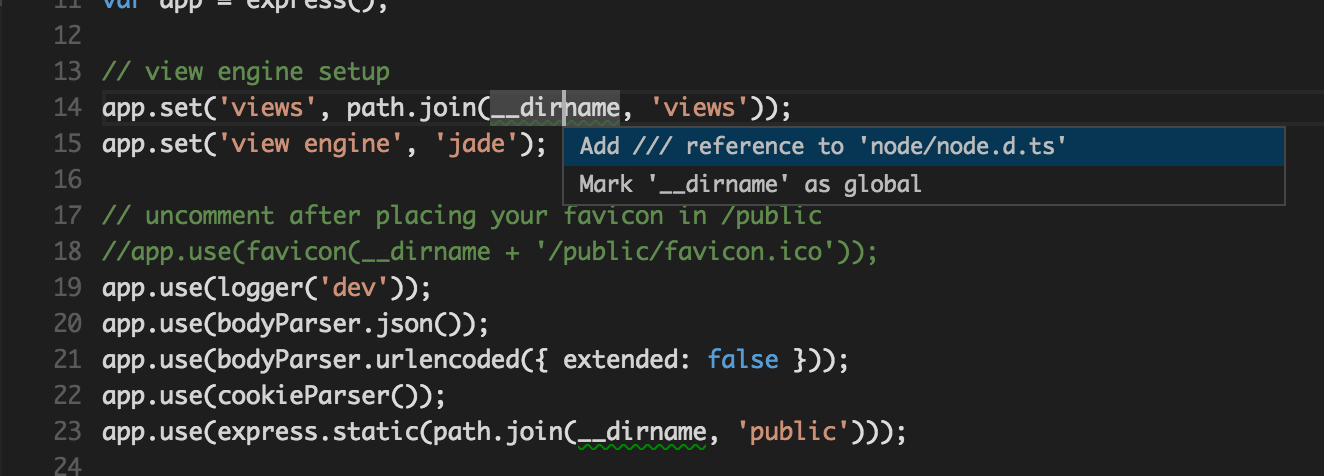 11 var app = express();
12
13 // view engine setup
14 app.set('views', path.join(__dirname, 'views'));
15 app.set('view engine', 'jade');
Add /// reference to 'node/node.d.ts'
Mark '__dirname' as global
16
17 // uncomment after placing your favicon in /public
18 //app.use(favicon(__dirname + '/public/favicon.ico'));
19 app.use(logger('dev'));
20 app.use(bodyParser.json());
21 app.use(bodyParser.urlencoded({ extended: false }));
22 app.use(cookieParser());
23 app.use(express.static(path.join(__dirname, 'public')));
24